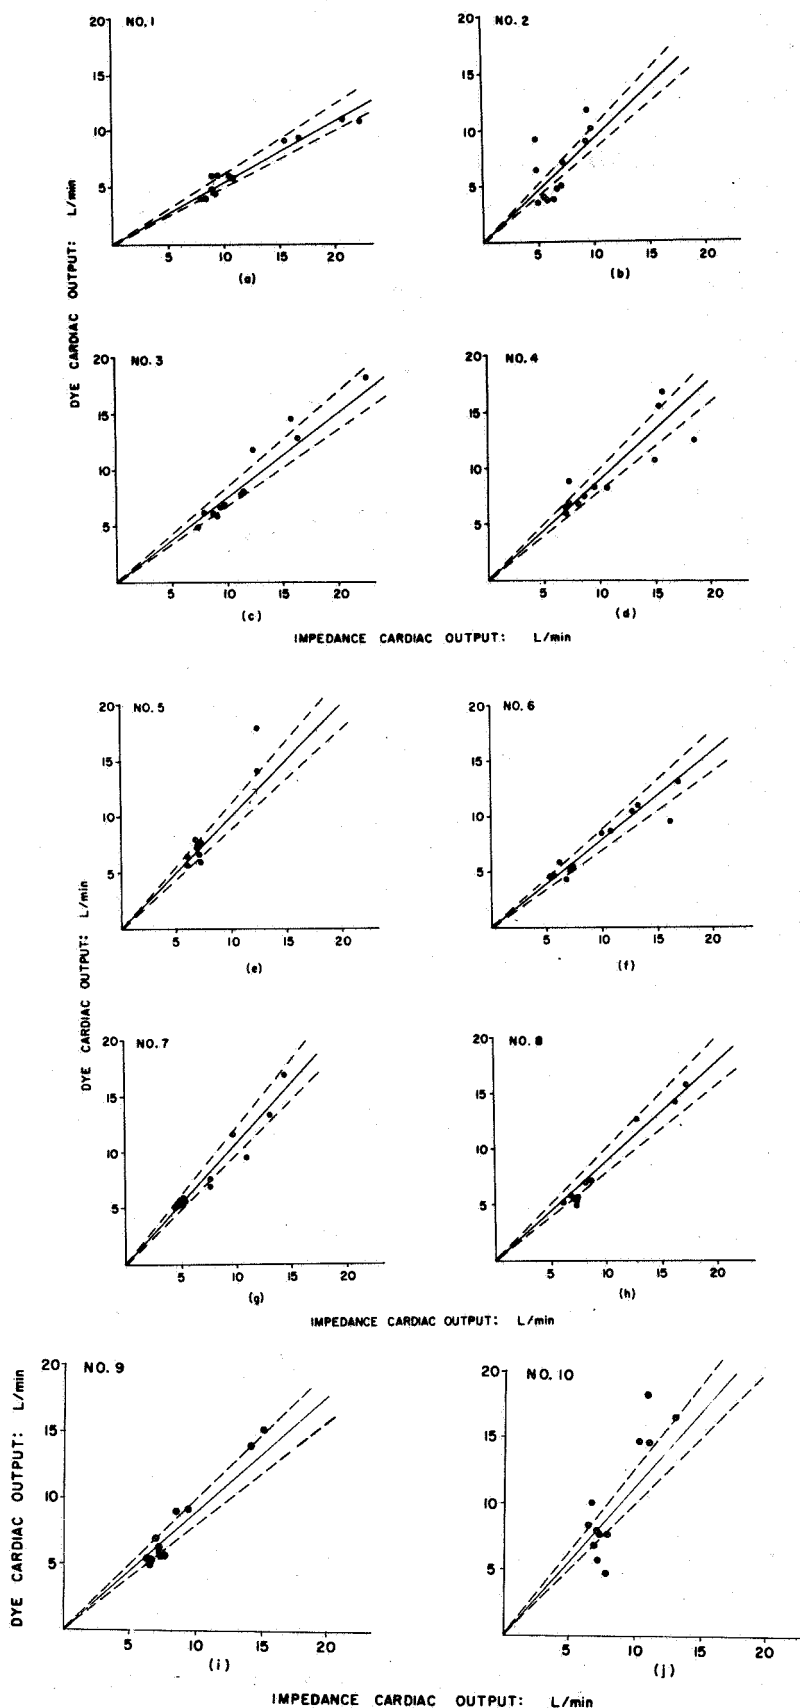 20 NO. 1
15
10
5
5 10 15 20
(a)
20 NO. 2
15
10
5
5 10 15 20
(b)
DYE CARDIAC OUTPUT: L/min
20 NO. 3
15
10
5
5 10 15 20
(c)
20 NO. 4
15
10
5
5 10 15 20
(d)
IMPEDANCE CARDIAC OUTPUT: L/min
20 NO. 5
15
10
5
5 10 15 20
(e)
20 NO. 6
15
10
5
5 10 15 20
(f)
DYE CARDIAC OUTPUT: L/min
20 NO. 7
15
10
5
5 10 15 20
(g)
20 NO. 8
15
10
5
5 10 15 20
(h)
IMPEDANCE CARDIAC OUTPUT: L/min
DYE CARDIAC OUTPUT: L/min
20 NO. 9
15
10
5
5 10 15 20
(i)
20 NO. 10
15
10
5
5 10 15 20
(j)
IMPEDANCE CARDIAC OUTPUT: L/min